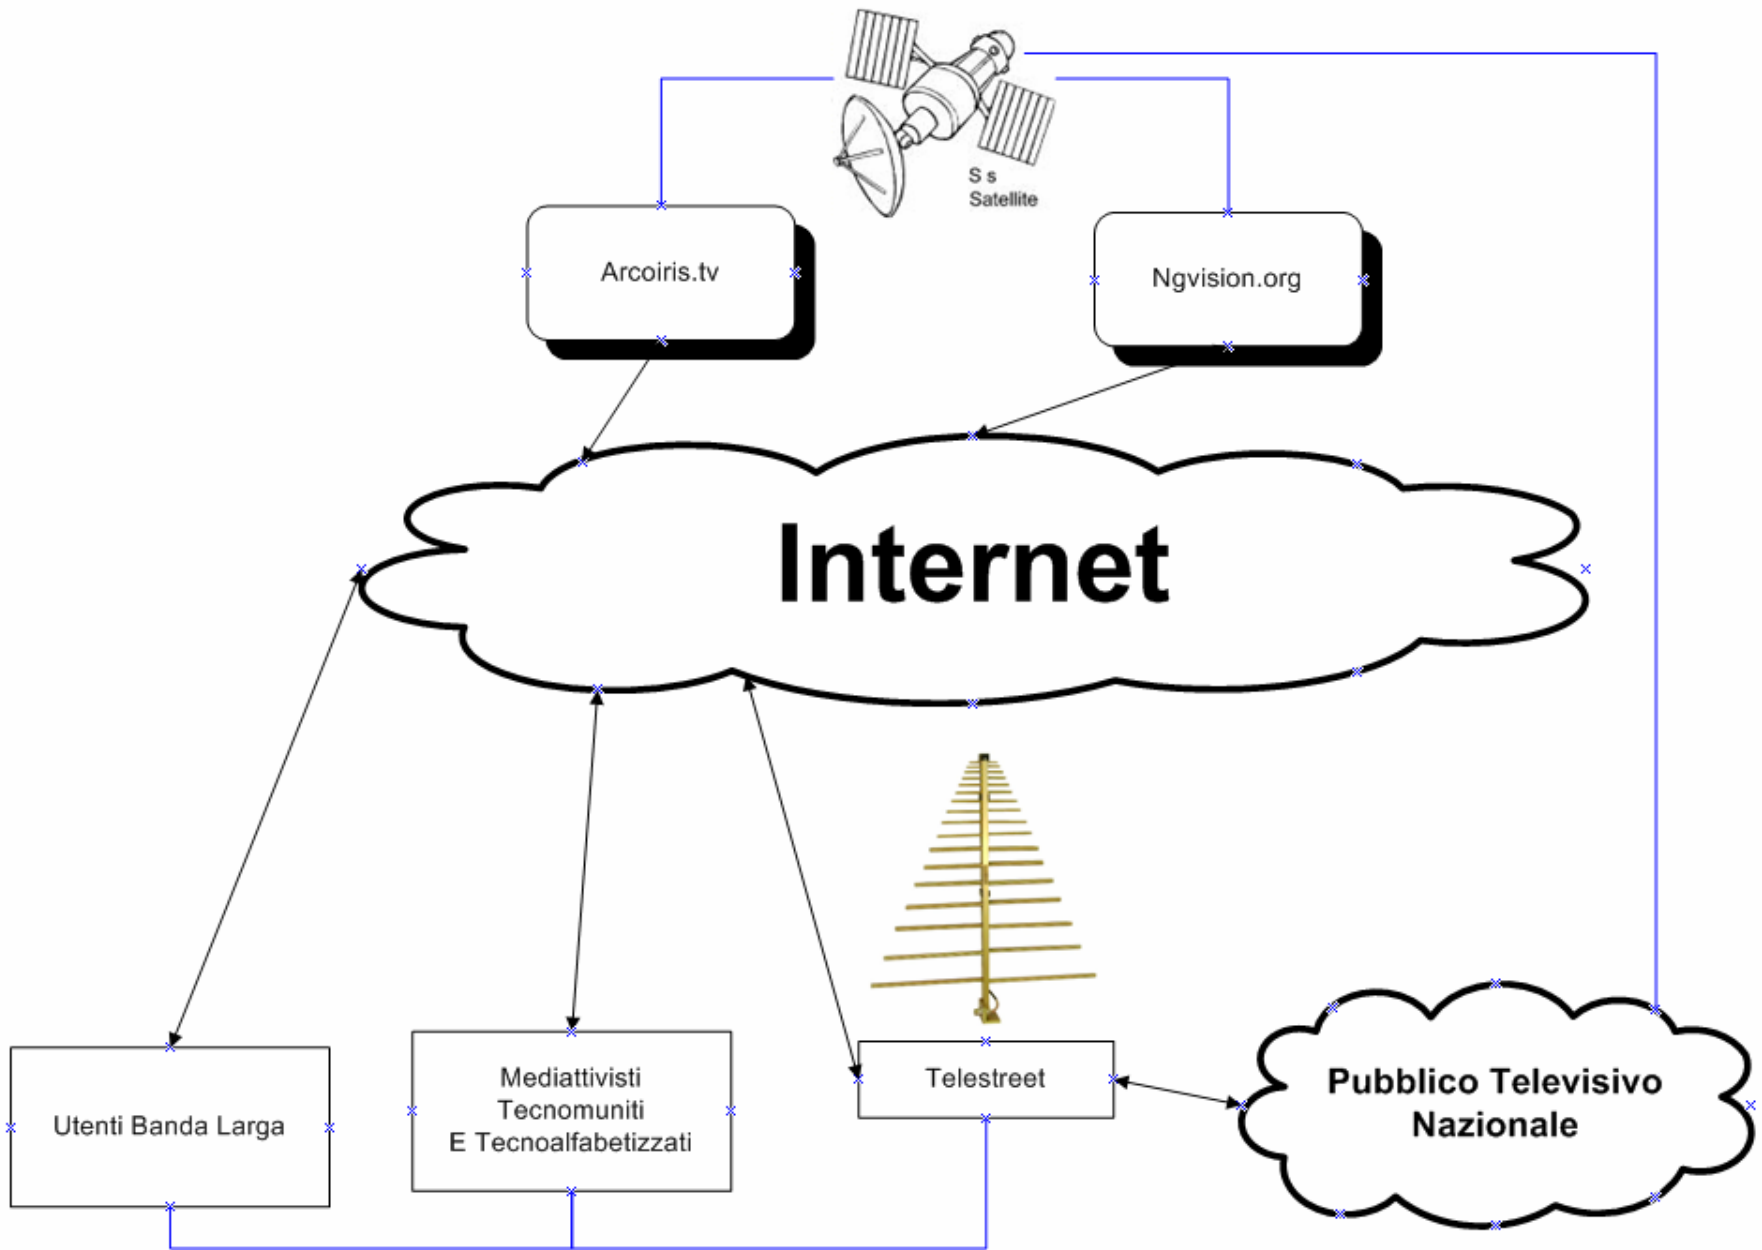 S s
Satellite
Arcoiris.tv
Ngvision.org
Internet
Utenti Banda Larga
Mediattivisti
Tecnomuniti
E Tecnoalfabetizzati
Telestreet
Pubblico Televisivo
Nazionale